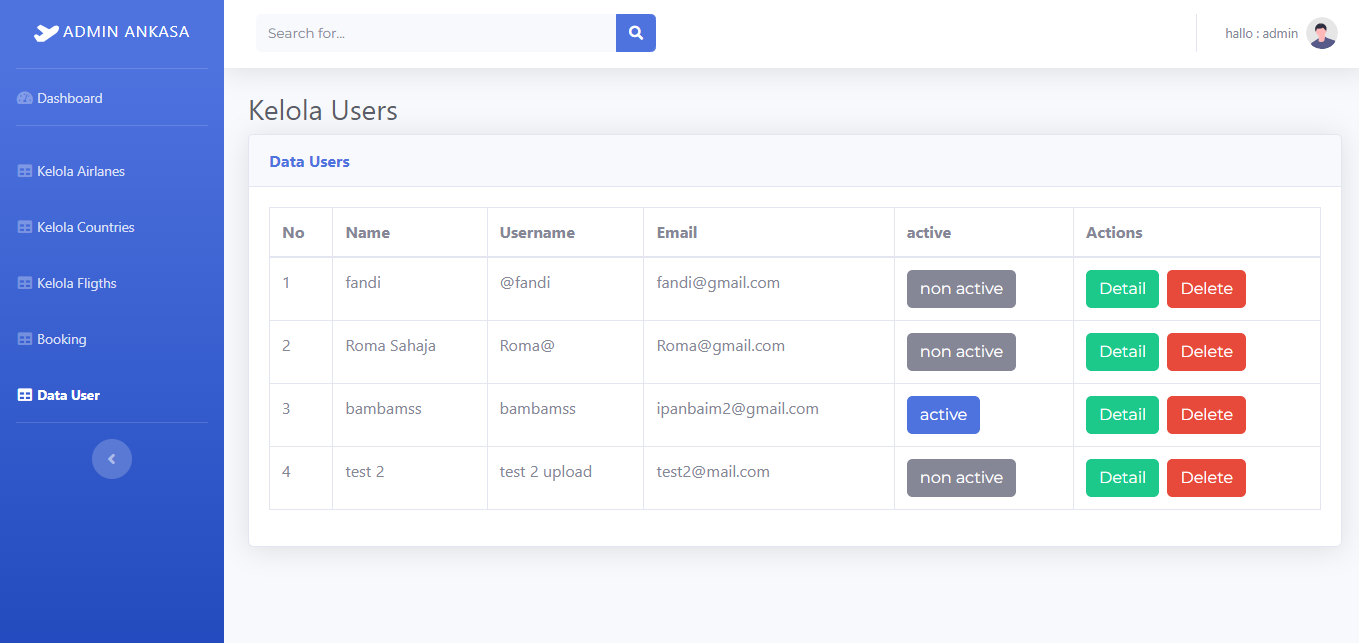 ADMIN ANKASA
Search for...
hallo : admin
Dashboard
Kelola Airlanes
Kelola Countries
Kelola Fligths
Booking
Data User
Kelola Users
Data Users
No Name Username Email active Actions
1 fandi @fandi fandi@gmail.com non active Detail Delete
2 Roma Sahaja Roma@ Roma@gmail.com non active Detail Delete
3 bambamss bambamss ipanbaim2@gmail.com active Detail Delete
4 test 2 test 2 upload test2@mail.com non active Detail Delete